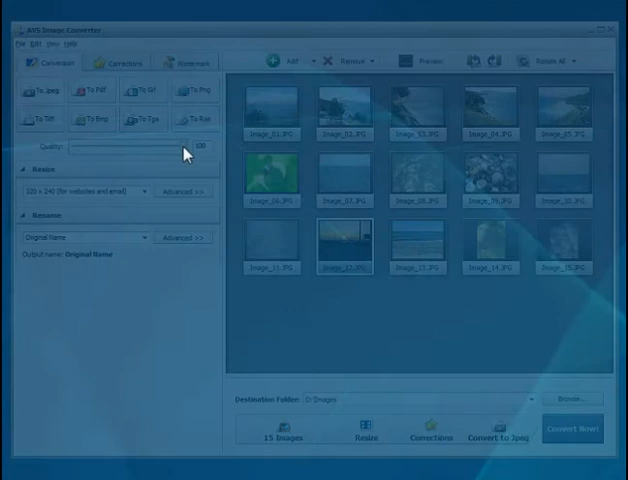 AVS Image Converter
File Edit View Help
Conversion Corrections Watermark
Add Remove Preview Rotate All
To Jpeg To Pdf To Gif To Png
To Tiff To Bmp To Tga To Ras
Quality: 100
Resize
320 x 240 (for websites and email) Advanced >>
Rename
Original Name Advanced >>
Output name: Original Name
Image_01.JPG Image_02.JPG Image_03.JPG Image_04.JPG Image_05.JPG
Image_06.JPG Image_07.JPG Image_08.JPG Image_09.JPG Image_10.JPG
Image_11.JPG Image_12.JPG Image_13.JPG Image_14.JPG Image_15.JPG
Destination Folder: D:\Images Browse...
15 Images Resize Corrections Convert to Jpeg Convert Now!